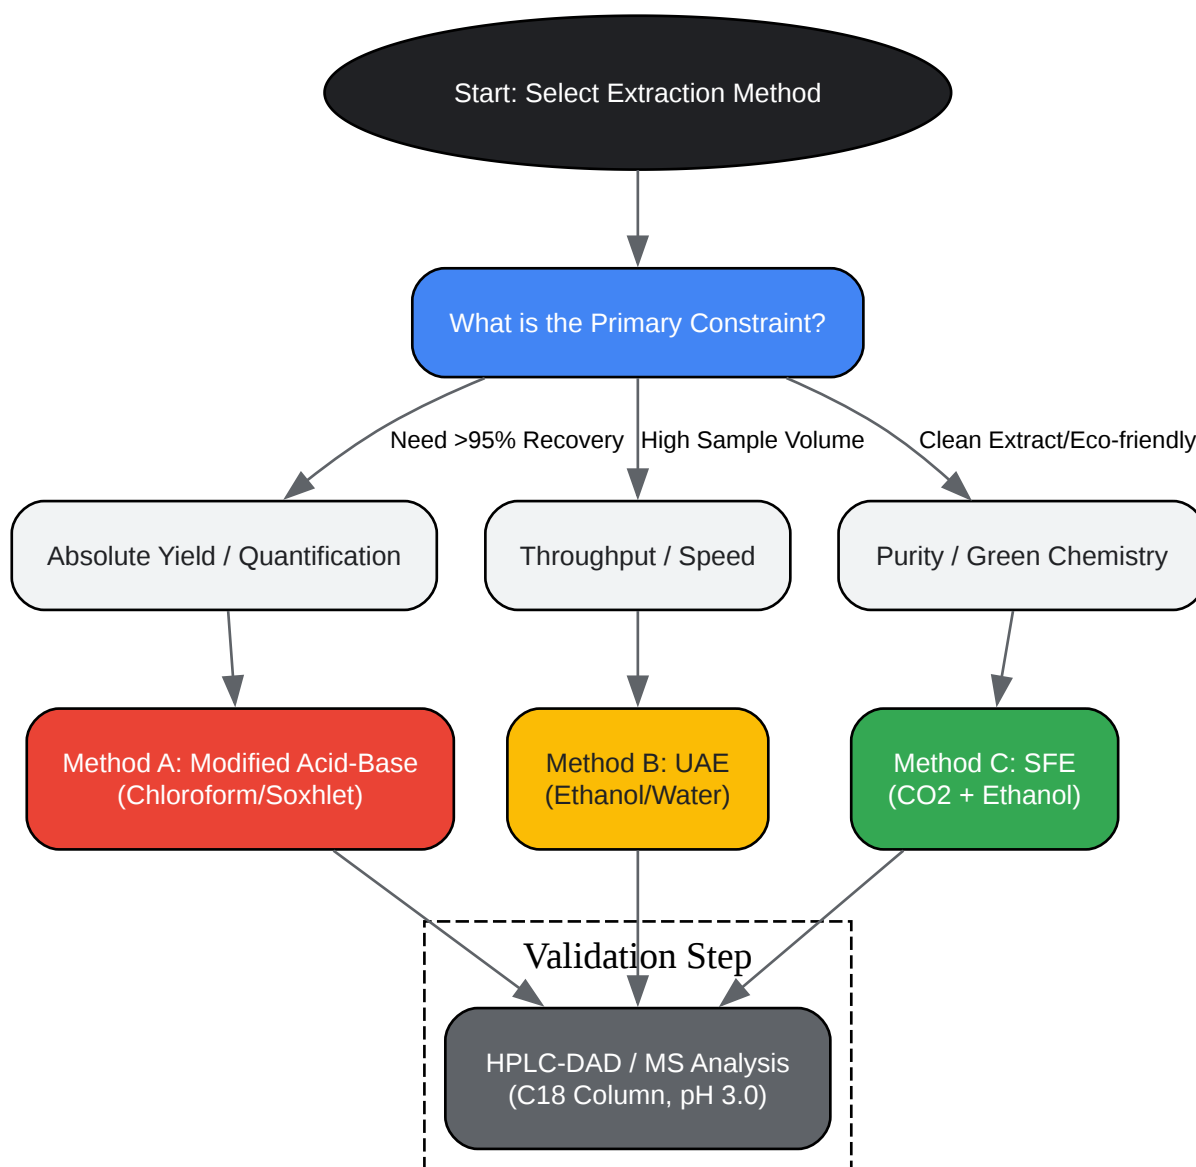 Start: Select Extraction Method
What is the Primary Constraint?
Need >95% Recovery
High Sample Volume
Clean Extract/Eco-friendly
Absolute Yield / Quantification
Throughput / Speed
Purity / Green Chemistry
Method A: Modified Acid-Base
(Chloroform/Soxhlet)
Method B: UAE
(Ethanol/Water)
Method C: SFE
(CO2 + Ethanol)
Validation Step
HPLC-DAD / MS Analysis
(C18 Column, pH 3.0)